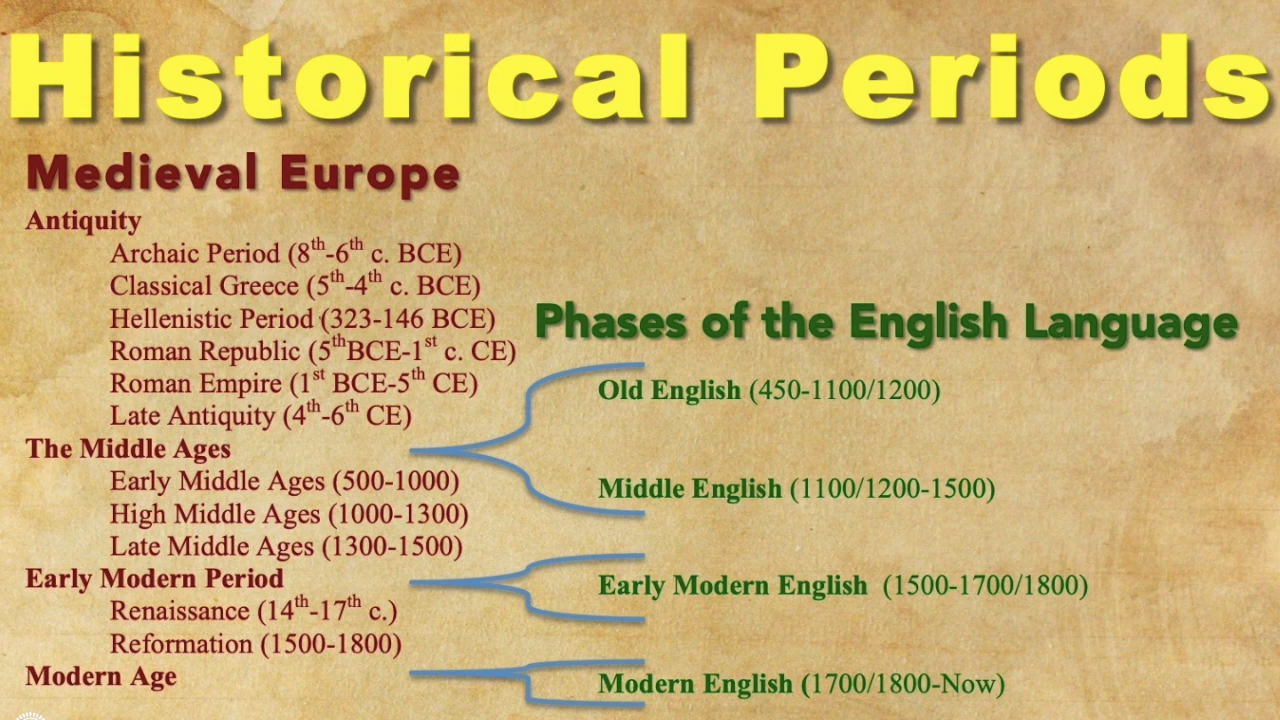 Historical Periods
Medieval Europe
Antiquity
Archaic Period (8th-6th c. BCE)
Classical Greece (5th-4th c. BCE)
Hellenistic Period (323-146 BCE)
Roman Republic (5thBCE-1st c. CE)
Roman Empire (1st BCE-5th CE)
Late Antiquity (4th-6th CE)
The Middle Ages
Early Middle Ages (500-1000)
High Middle Ages (1000-1300)
Late Middle Ages (1300-1500)
Early Modern Period
Renaissance (14th-17th c.)
Reformation (1500-1800)
Modern Age
Phases of the English Language
Old English (450-1100/1200)
Middle English (1100/1200-1500)
Early Modern English (1500-1700/1800)
Modern English (1700/1800-Now)